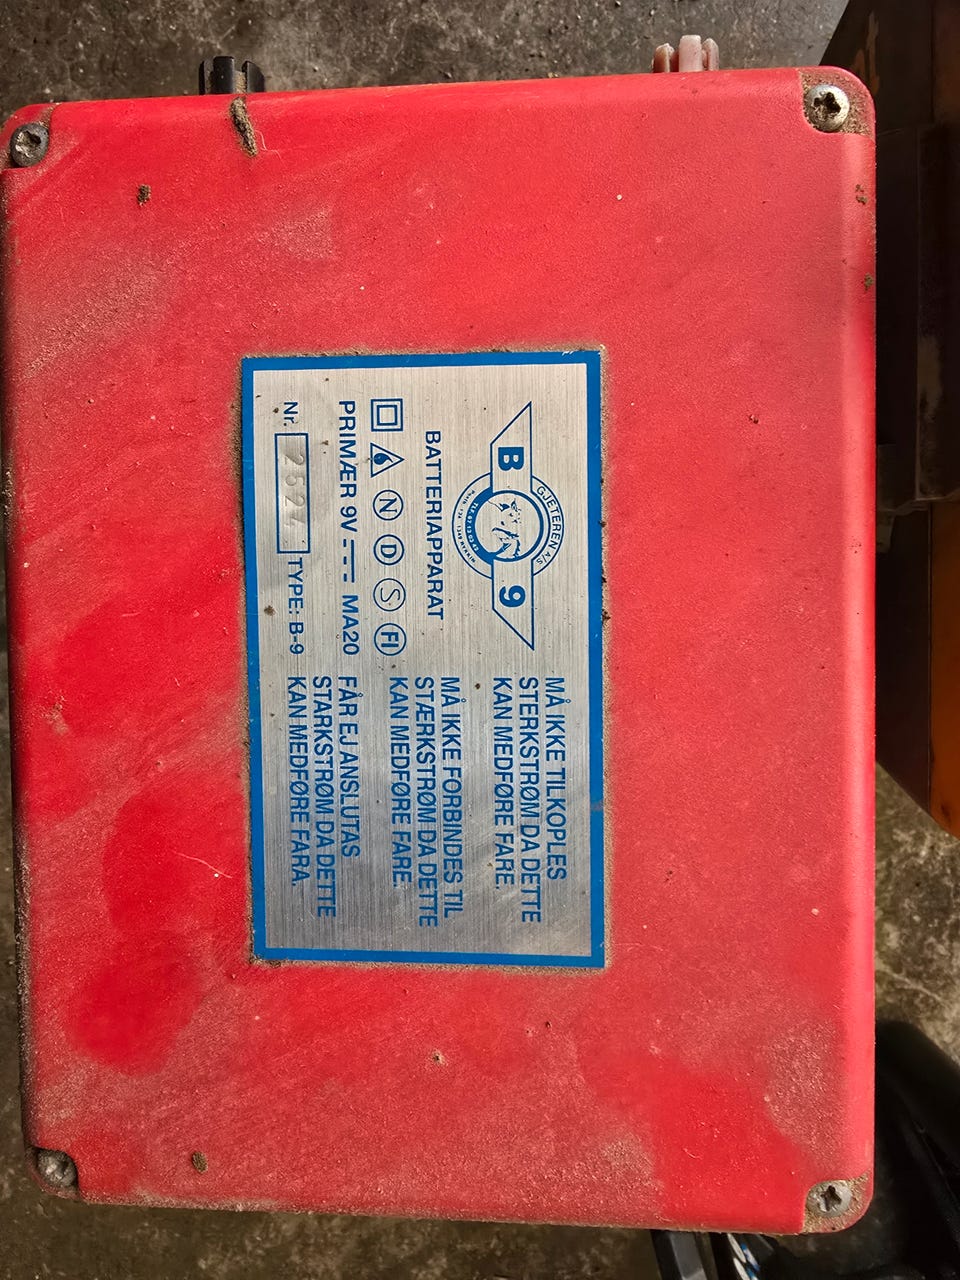 B 9
GJETEREN A/S
BATTERIAPPARAT
N D S FI
PRIMÆR 9V MA20
Nr. 2527 TYPE: B-9
MÅ IKKE TILKOPLES
STERKSTRØM DA DETTE
KAN MEDFØRE FARE.
MÅ IKKE FORBINDES TIL
STÆRKSTRØM DA DETTE
KAN MEDFØRE FARE.
FÅR EJ ANSLUTAS
STARKSTRØM DA DETTE
KAN MEDFØRE FARA.